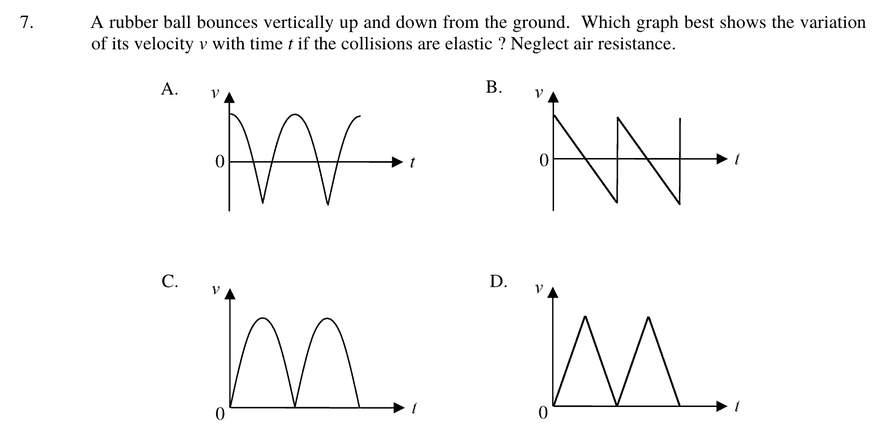 7. A rubber ball bounces vertically up and down from the ground. Which graph best shows the variation
of its velocity v with time t if the collisions are elastic ? Neglect air resistance.
A. v
0 t
B. v
0 t
C. v
0 t
D. v
0 t